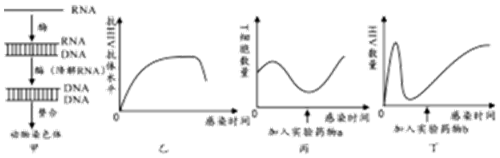 RNA
酶
RNA
DNA
酶 (降解RNA)
DNA
DNA
整合
动物染色体
甲
抗HIV抗体水平
0
感染时间
乙
T细胞数量
0
感染时间
加入实验药物a
丙
HIV数量
0
感染时间
加入实验药物b
丁